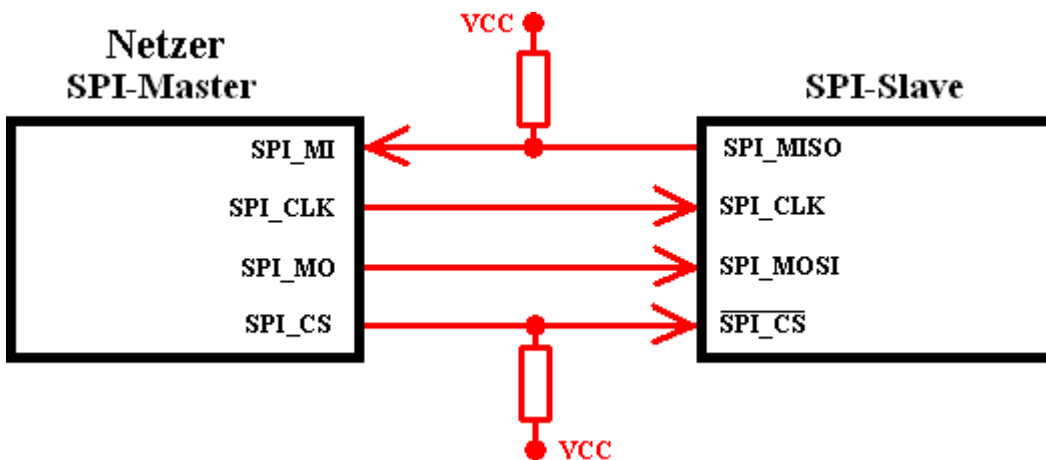 VCC
Netzer
SPI-Master
SPI-Slave
SPI_MI
SPI_MISO
SPI_CLK
SPI_CLK
SPI_MO
SPI_MOSI
SPI_CS
SPI_CS
VCC